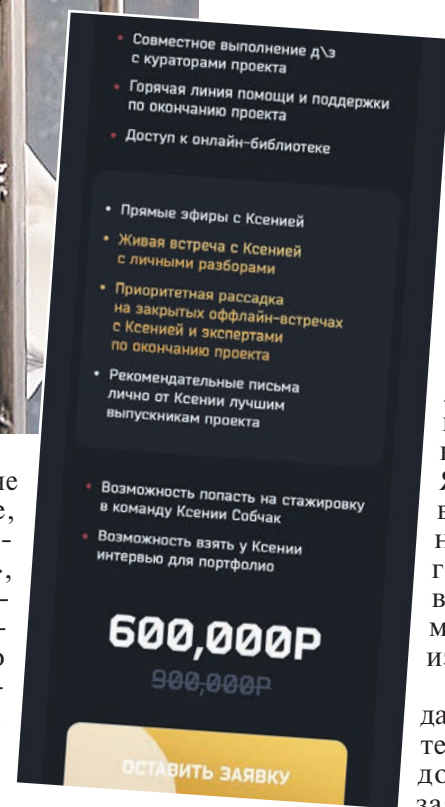 Совместное выполнение д\з
с кураторами проекта
Горячая линия помощи и поддержки
по окончанию проекта
Доступ к онлайн-библиотеке
Прямые эфиры с Ксенией
Живая встреча с Ксенией
с личными разборами
Приоритетная рассадка
на закрытых оффлайн-встречах
с Ксенией и экспертами
по окончанию проекта
Рекомендательные письма
лично от Ксении лучшим
выпускникам проекта
Возможность попасть на стажировку
в команду Ксении Собчак
Возможность взять у Ксении
интервью для портфолио
600,000Р
900,000Р
ОСТАВИТЬ ЗАЯВКУ